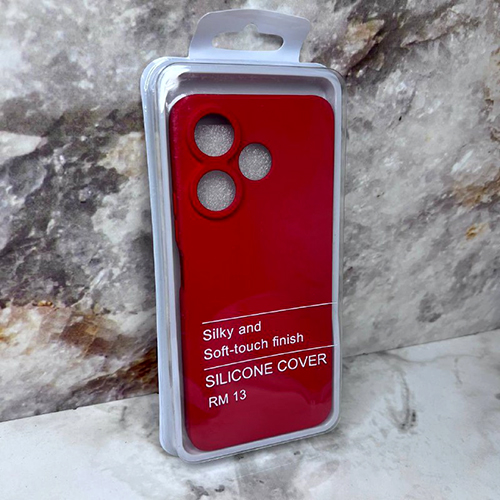 Silky and
Soft-touch finish
SILICONE COVER
RM 13